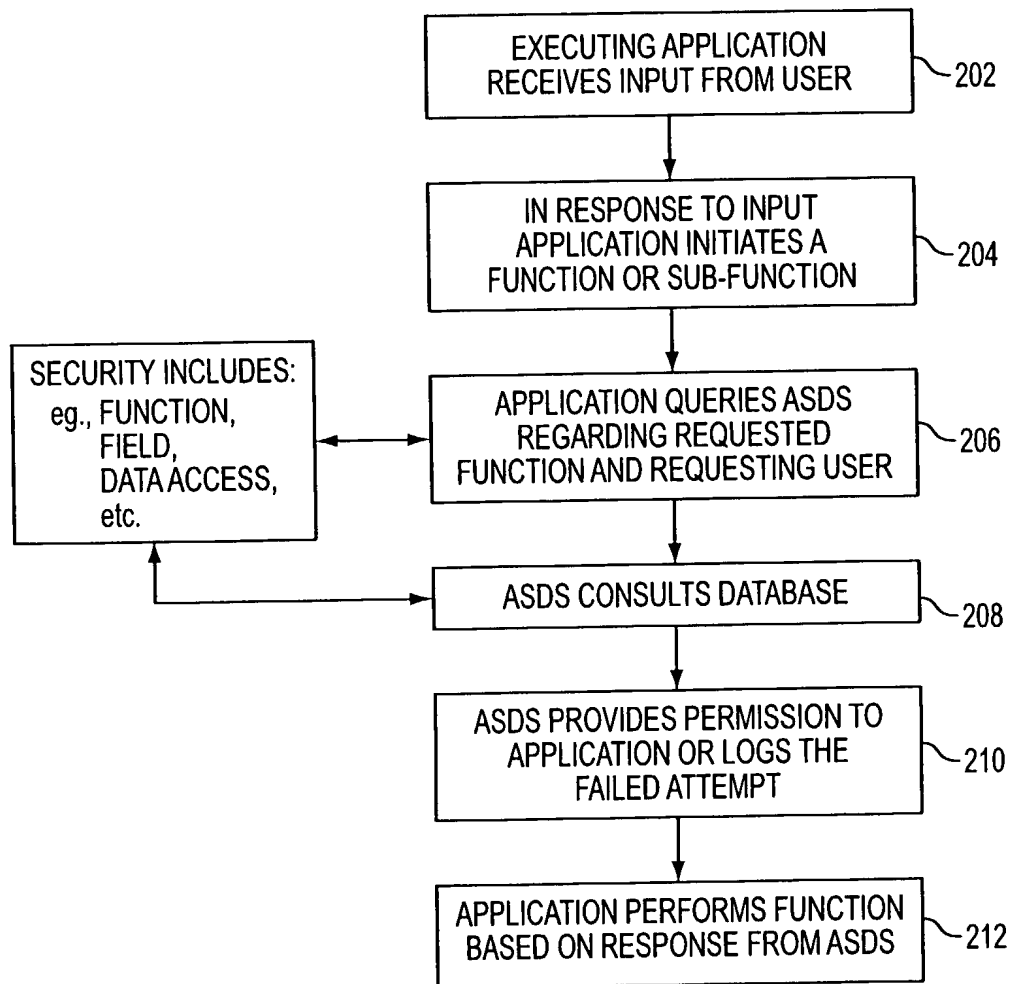 EXECUTING APPLICATION
RECEIVES INPUT FROM USER
202
IN RESPONSE TO INPUT
APPLICATION INITIATES A
FUNCTION OR SUB-FUNCTION
204
SECURITY INCLUDES:
eg., FUNCTION,
FIELD,
DATA ACCESS,
etc.
APPLICATION QUERIES ASDS
REGARDING REQUESTED
FUNCTION AND REQUESTING USER
206
ASDS CONSULTS DATABASE
208
ASDS PROVIDES PERMISSION TO
APPLICATION OR LOGS THE
FAILED ATTEMPT
210
APPLICATION PERFORMS FUNCTION
BASED ON RESPONSE FROM ASDS
212